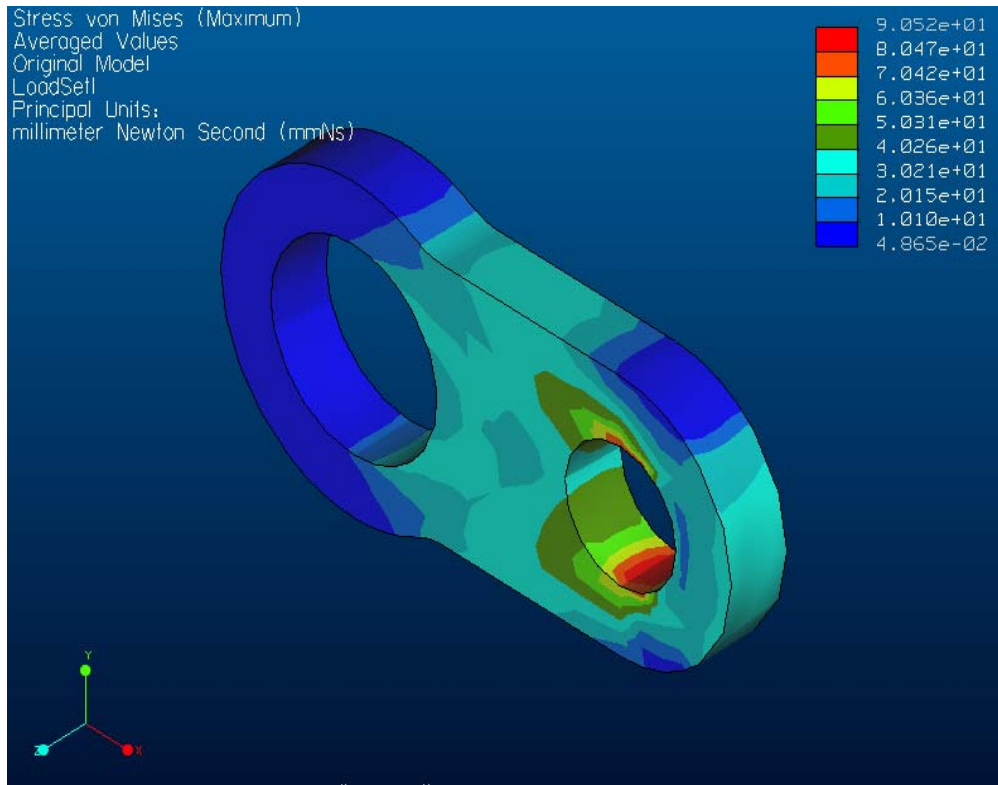 Stress von Mises (Maximum)
Averaged Values
Original Model
LoadSet1
Principal Units:
millimeter Newton Second (mmNs)
9.052e+01
8.047e+01
7.042e+01
6.036e+01
5.031e+01
4.026e+01
3.021e+01
2.015e+01
1.010e+01
4.865e-02
Y
Z
X